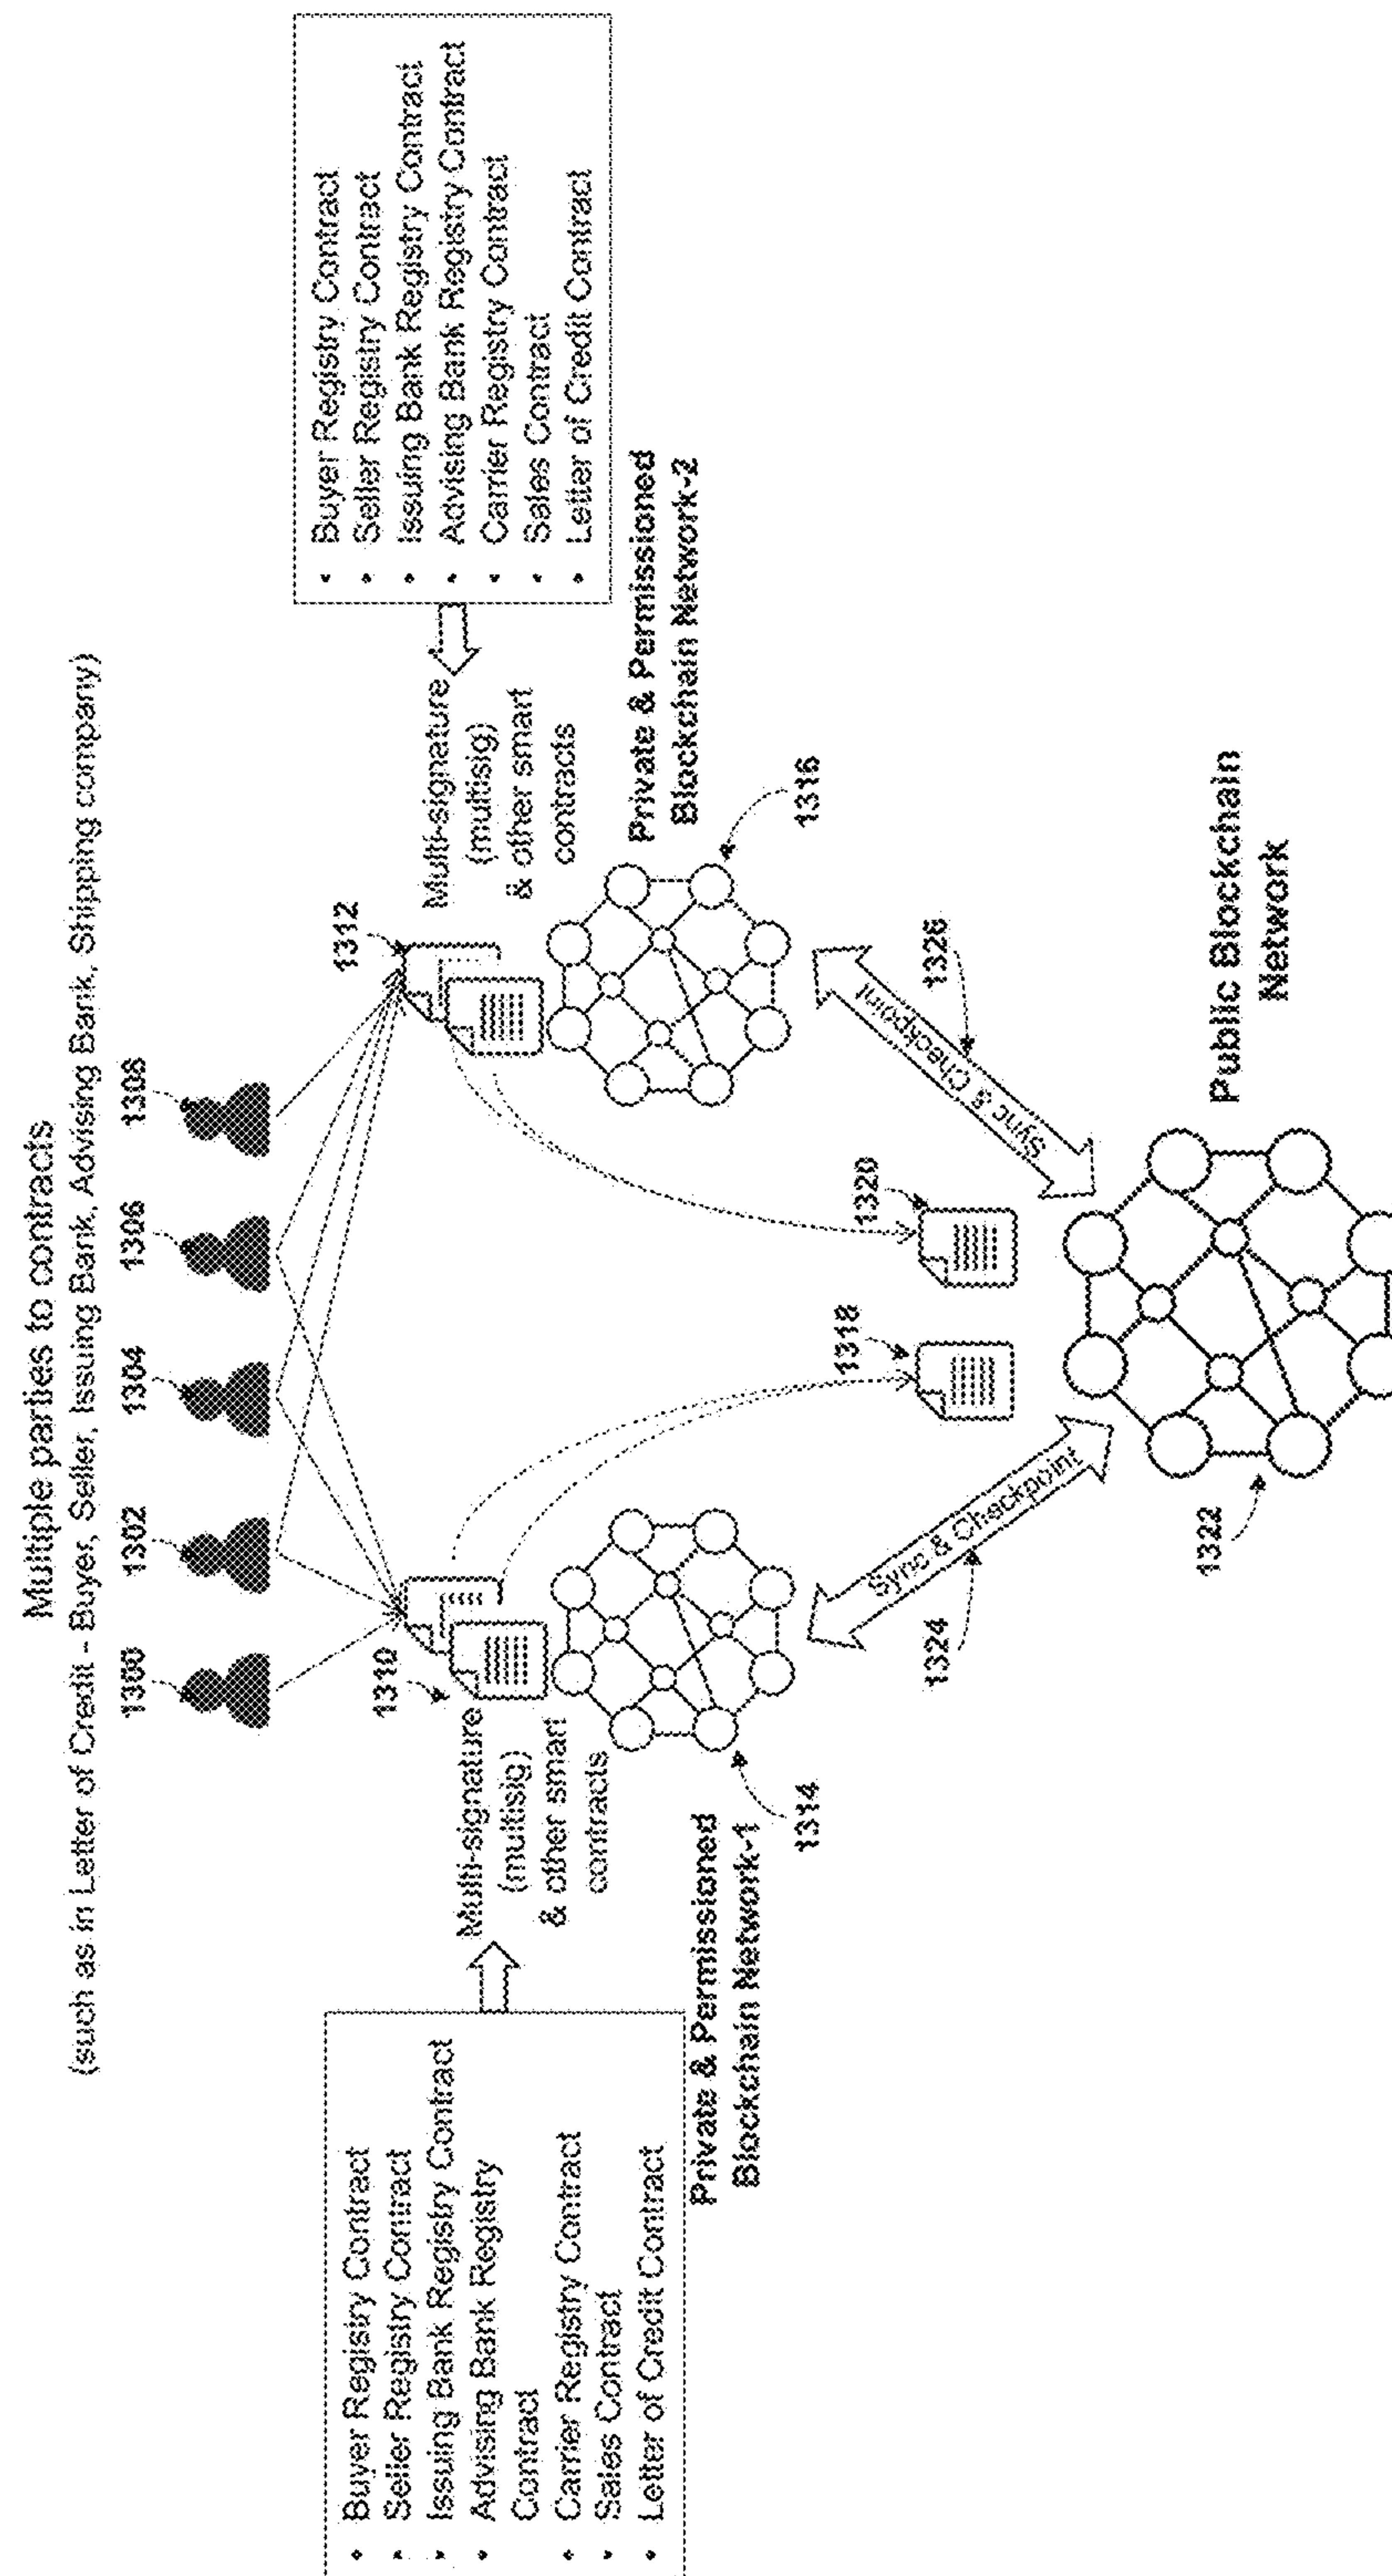 Multiple parties to contracts
(such as in Letter of Credit - Buyer, Seller, Issuing Bank, Advising Bank, Shipping company)
1300
1302
1304
1306
1308
• Buyer Registry Contract
• Seller Registry Contract
• Issuing Bank Registry Contract
• Advising Bank Registry
Contract
• Carrier Registry Contract
• Sales Contract
• Letter of Credit Contract
1310
Multi-signature
(multisig)
& other smart
contracts
Private & Permissioned
Blockchain Network-1
1314
1312
Multi-signature
(multisig)
& other smart
contracts
• Buyer Registry Contract
• Seller Registry Contract
• Issuing Bank Registry Contract
• Advising Bank Registry Contract
• Carrier Registry Contract
• Sales Contract
• Letter of Credit Contract
Private & Permissioned
Blockchain Network-2
1316
1318
1320
Sync & Checkpoint
1324
Sync & Checkpoint
1326
1322
Public Blockchain
Network